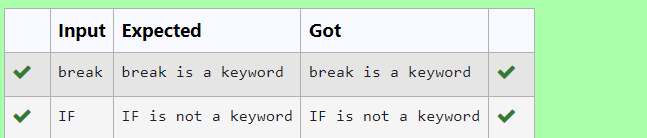 Input Expected Got
break break is a keyword break is a keyword
IF IF is not a keyword IF is not a keyword